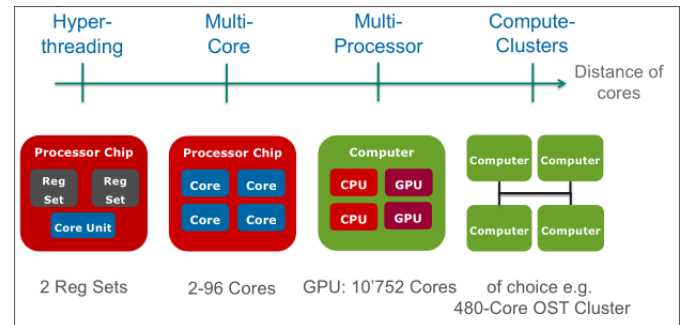 Hyper-
threading
Multi-
Core
Multi-
Processor
Compute-
Clusters
Distance of
cores
Processor Chip
Reg
Set
Reg
Set
Core Unit
2 Reg Sets
Processor Chip
Core
Core
Core
Core
2-96 Cores
Computer
CPU
GPU
CPU
GPU
GPU: 10'752 Cores
Computer
Computer
Computer
Computer
of choice e.g.
480-Core OST Cluster